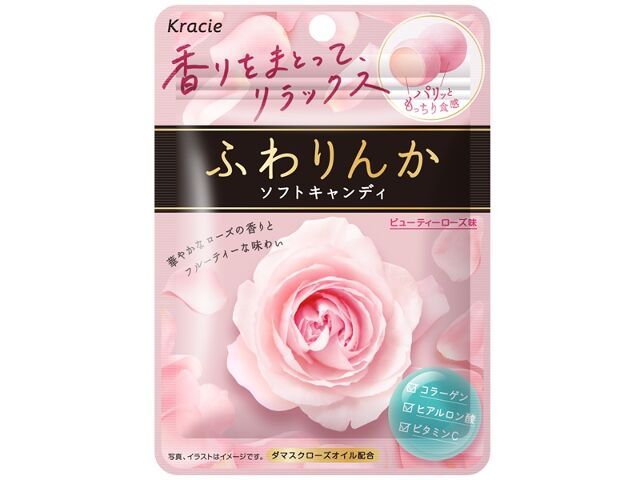 Kracie
香りをまとって、
リラックス
パリッと
もっちり食感
ふわりんか
ソフトキャンディ
ビューティーローズ味
華やかなローズの香りと
フルーティーな味わい
コラーゲン
ヒアルロン酸
ビタミンC
写真、イラストはイメージです。
ダマスクローズオイル配合